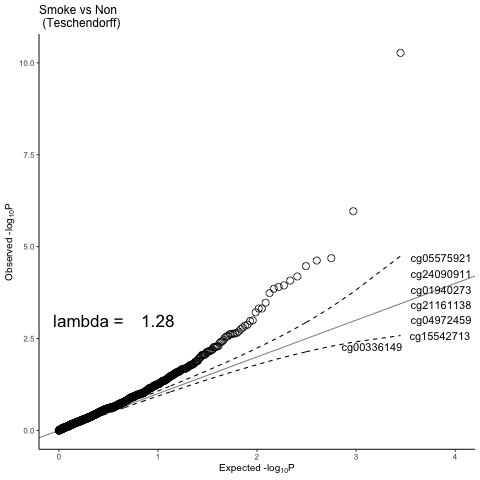 Smoke vs Non
(Teschendorff)
10.0
7.5
5.0
2.5
0.0
Observed -log10P
lambda = 1.28
cg05575921
cg24090911
cg01940273
cg21161138
cg04972459
cg15542713
cg00336149
0
1
2
3
4
Expected -log10P